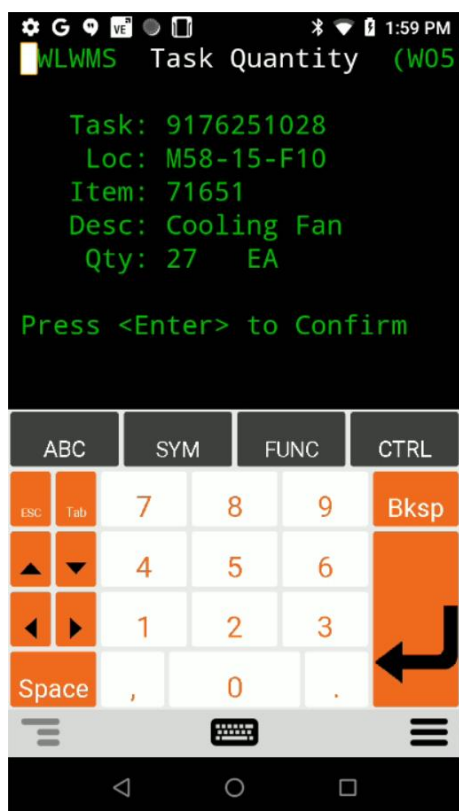 G VE 1:59 PM
WLWMS Task Quantity (W05
Task: 9176251028
Loc: M58-15-F10
Item: 71651
Desc: Cooling Fan
Qty: 27 EA
Press <Enter> to Confirm
ABC SYM FUNC CTRL
ESC Tab 7 8 9 Bksp
4 5 6
1 2 3
Space , 0 .